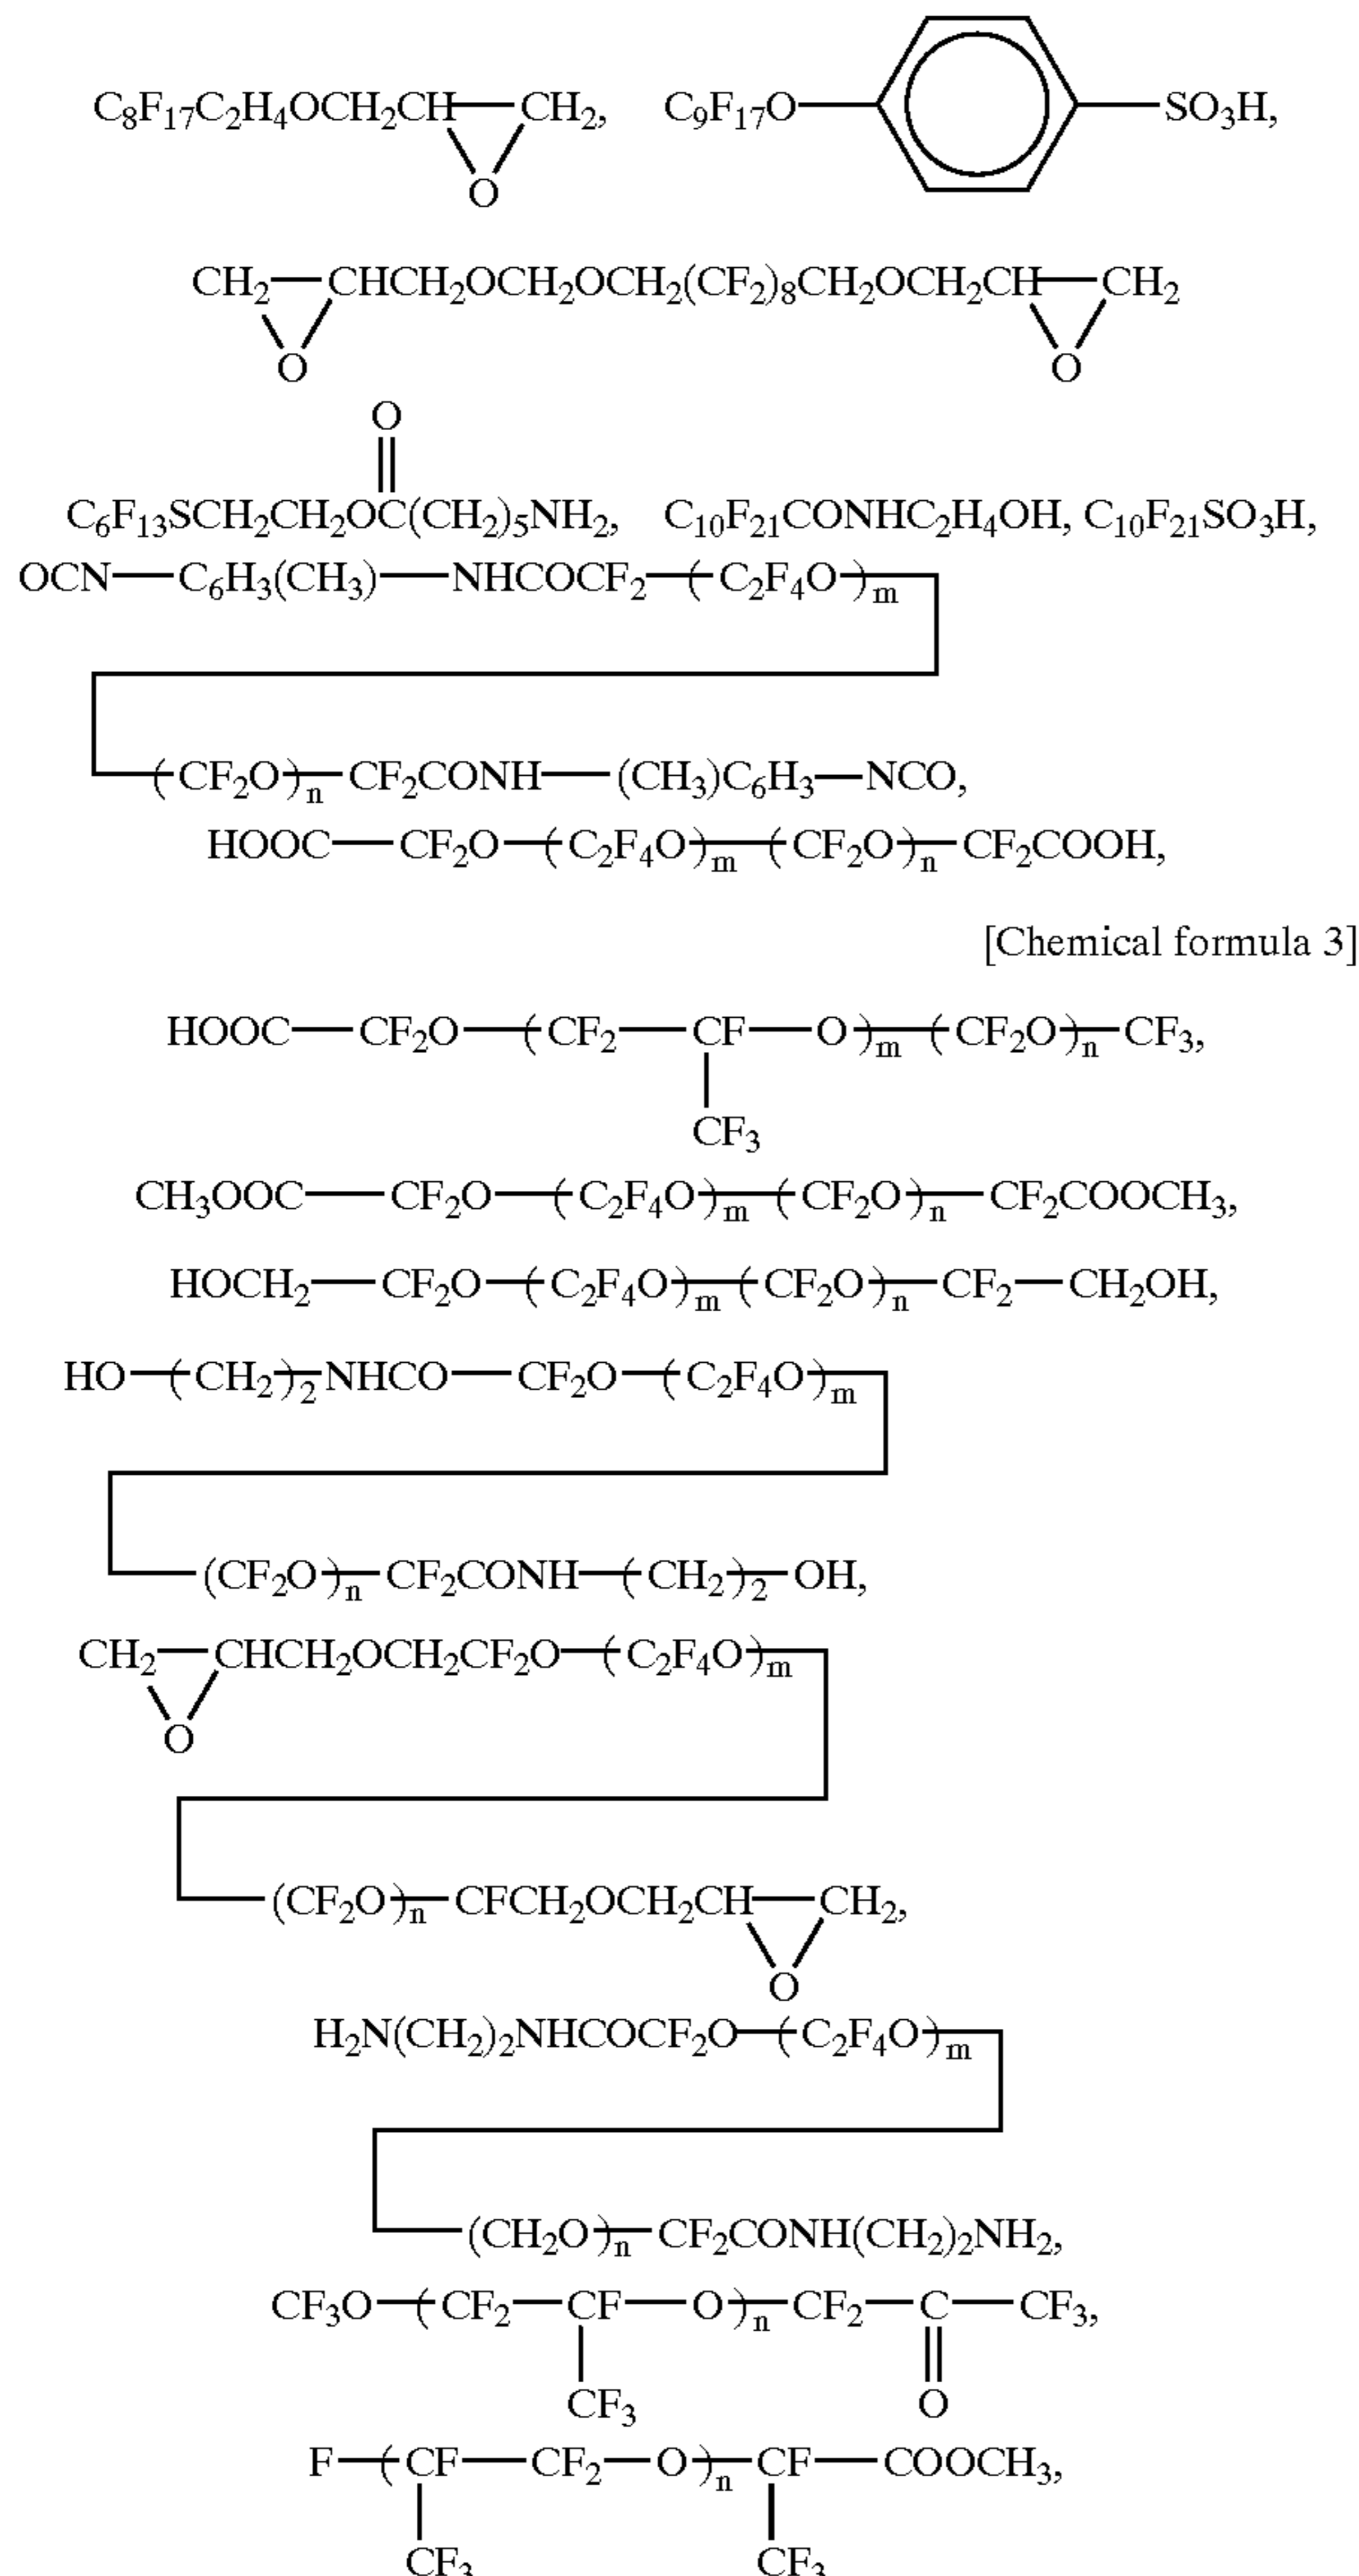 C8F17C2H4OCH2CH—CH2, C9F17O— —SO3H,
O
CH2—CHCH2OCH2OCH2(CF2)8CH2OCH2CH—CH2
O O
O
C6F13SCH2CH2OC(CH2)5NH2, C10F21CONHC2H4OH, C10F21SO3H,
OCN—C6H3(CH3)—NHCOCF2—(C2F4O)m
(CF2O)n—CF2CONH—(CH3)C6H3—NCO,
HOOC—CF2O—(C2F4O)m—(CF2O)n—CF2COOH,
[Chemical formula 3]
HOOC—CF2O—(CF2—CF—O)m—(CF2O)n—CF3,
CF3
CH3OOC—CF2O—(C2F4O)m—(CF2O)n—CF2COOCH3,
HOCH2—CF2O—(C2F4O)m—(CF2O)n—CF2—CH2OH,
HO—(CH2)2—NHCO—CF2O—(C2F4O)m
(CF2O)n—CF2CONH—(CH2)2—OH,
CH2—CHCH2OCH2CF2O—(C2F4O)m
O
(CF2O)n—CFCH2OCH2CH—CH2,
O
H2N(CH2)2NHCOCF2O—(C2F4O)m
(CH2O)n—CF2CONH(CH2)2NH2,
CF3O—(CF2—CF—O)n—CF2—C—CF3,
CF3 O
F—(CF—CF2—O)n—CF—COOCH3,
CF3 CF3